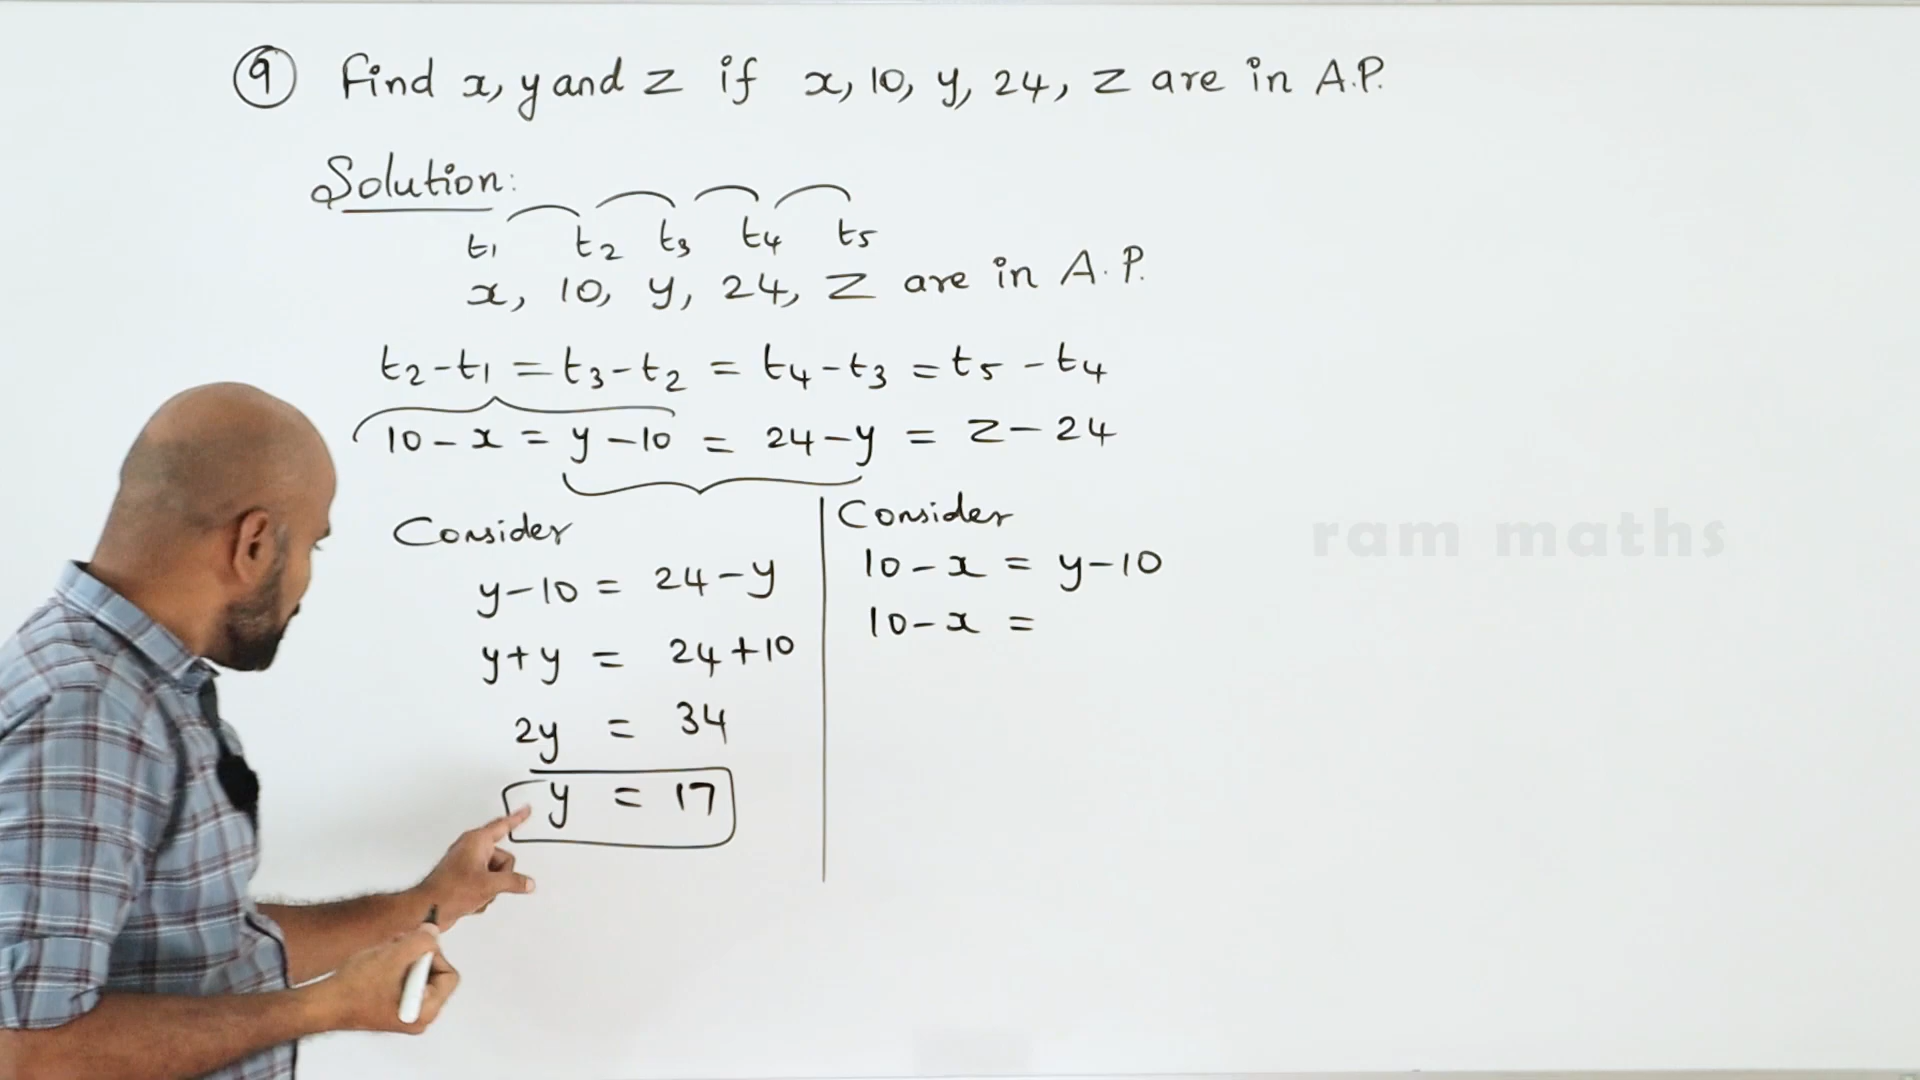 9 Find x, y and z if x, 10, y, 24, z are in A.P.
Solution:
t1 t2 t3 t4 t5
x, 10, y, 24, z are in A.P.
t2-t1 = t3-t2 = t4-t3 = t5-t4
10-x = y-10 = 24-y = z-24
Consider
y-10 = 24-y
y+y = 24+10
2y = 34
y = 17
Consider
10-x = y-10
10-x =
ram maths